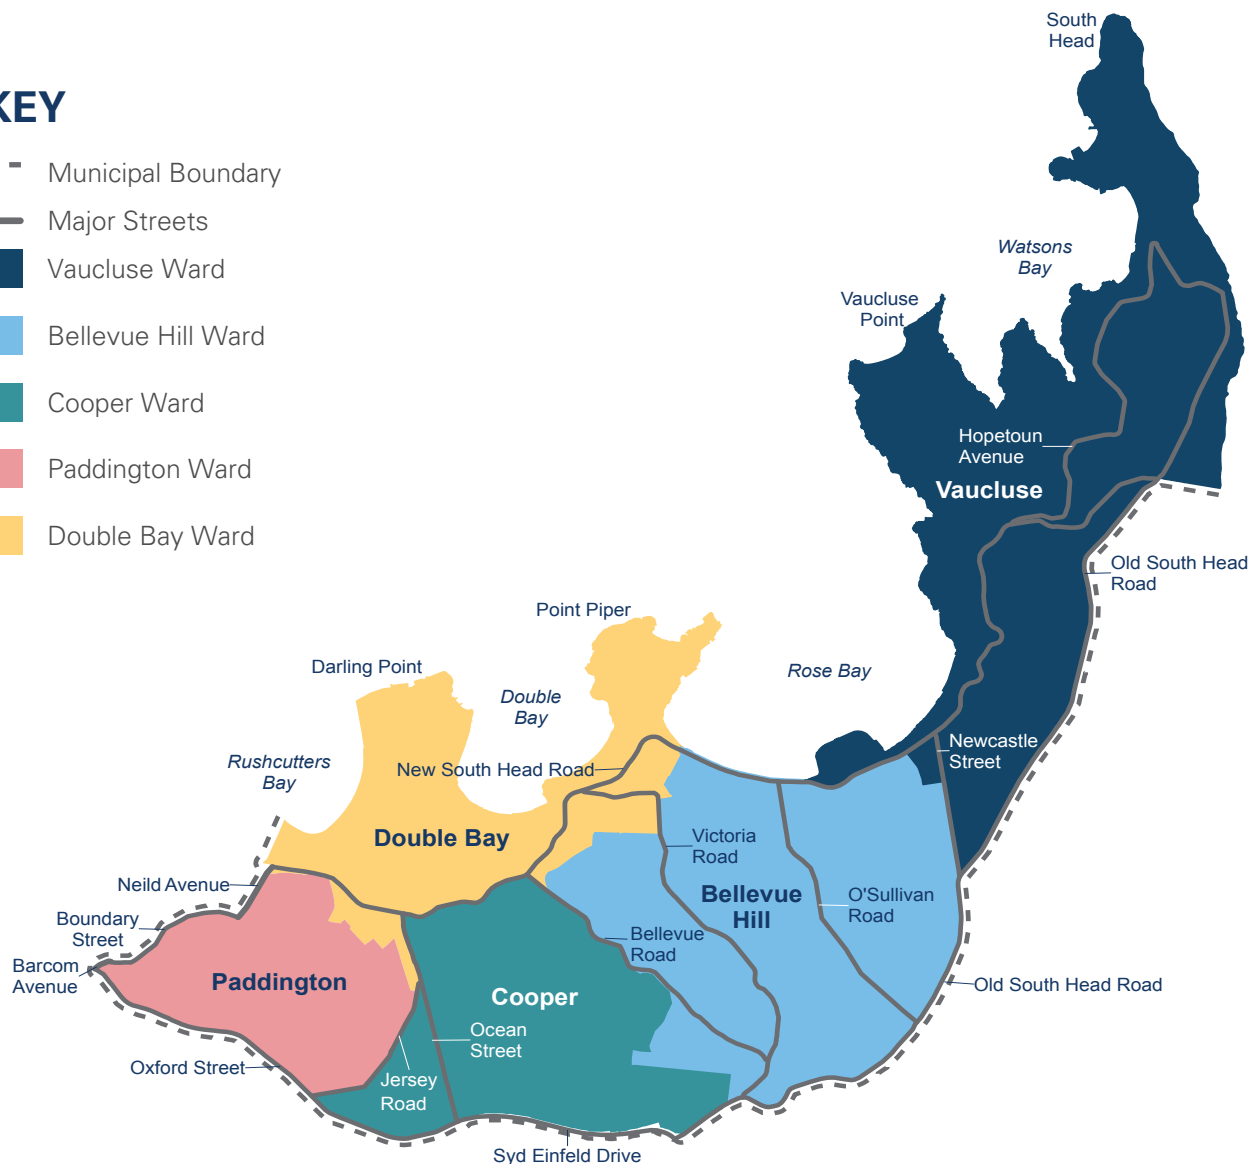 South
Head
KEY
Municipal Boundary
Major Streets
Vaucluse Ward
Bellevue Hill Ward
Cooper Ward
Paddington Ward
Double Bay Ward
Watsons
Bay
Vaucluse
Point
Hopetoun
Avenue
Vaucluse
Old South Head
Road
Point Piper
Darling Point
Double
Bay
Rose Bay
Rushcutters
Bay
New South Head Road
Newcastle
Street
Double Bay
Victoria
Road
Neild Avenue
Bellevue
Hill
O'Sullivan
Road
Boundary
Street
Bellevue
Road
Barcom
Avenue
Paddington
Cooper
Old South Head Road
Ocean
Street
Oxford Street
Jersey
Road
Syd Einfeld Drive